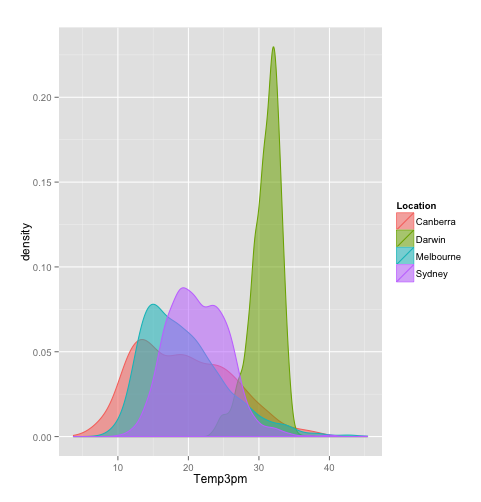 density
0.20
0.15
0.10
0.05
0.00
10 20 30 40
Temp3pm
Location
Canberra
Darwin
Melbourne
Sydney